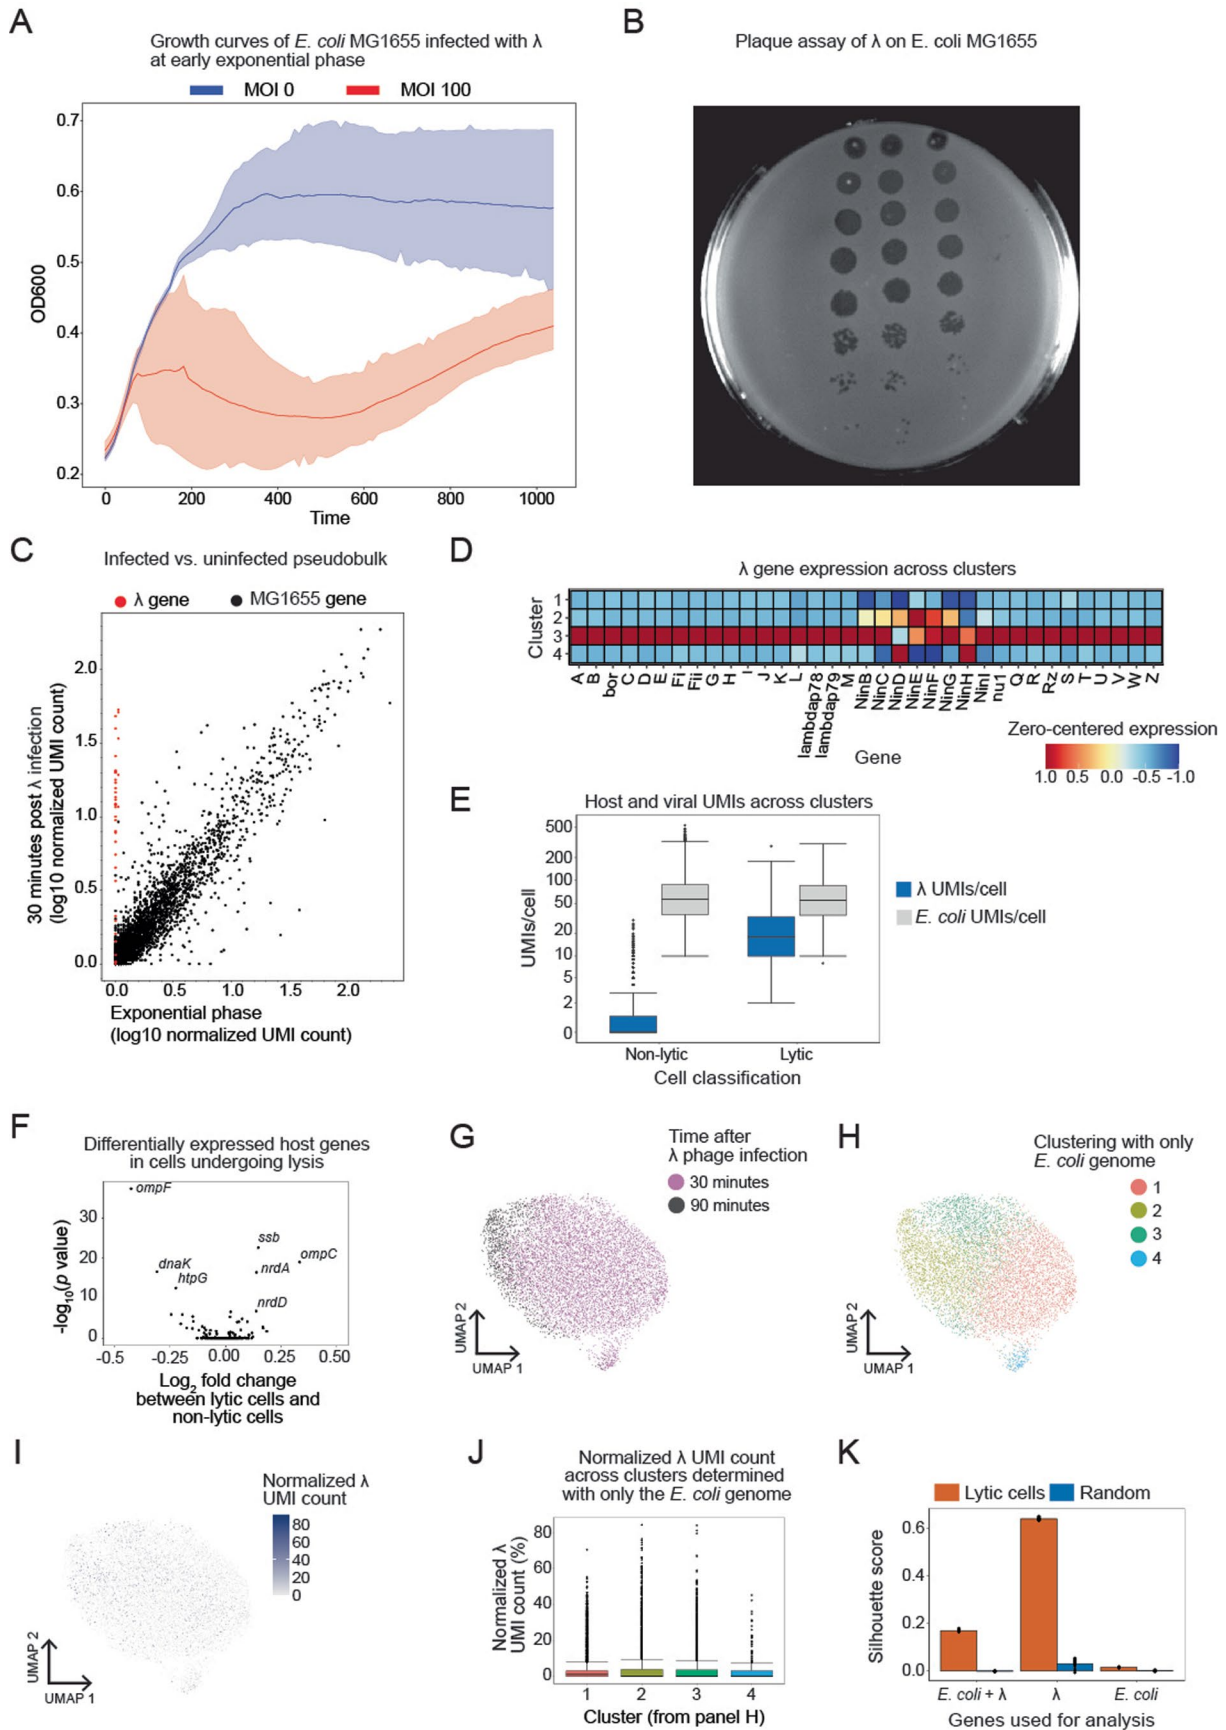 A
Growth curves of E. coli MG1655 infected with λ
at early exponential phase
MOI 0 MOI 100
0.7
0.6
0.5
0.4
0.3
0.2
OD600
0 200 400 600 800 1000
Time
B
Plaque assay of λ on E. coli MG1655
C
Infected vs. uninfected pseudobulk
λ gene MG1655 gene
30 minutes post λ infection
(log10 normalized UMI count)
2.0
1.5
1.0
0.5
0.0
0.0 0.5 1.0 1.5 2.0
Exponential phase
(log10 normalized UMI count)
D
λ gene expression across clusters
Cluster
1
2
3
4
A B bor C D E Fi Fii G H I J K L lambdap78 lambdap79 M NinB NinC NinD NinE NinF NinG NinH NinI nu1 Q R Rz S T U V W Z
Gene
Zero-centered expression
1.0 0.5 0.0 -0.5 -1.0
E
Host and viral UMIs across clusters
UMIs/cell
500
200
100
50
20
10
5
2
0
Non-lytic Lytic
Cell classification
λ UMIs/cell
E. coli UMIs/cell
F
Differentially expressed host genes
in cells undergoing lysis
-log10(p value)
30
20
10
0
ompF
ssb
ompC
dnaK
nrdA
htpG
nrdD
-0.5 -0.25 0.00 0.25 0.50
Log2 fold change
between lytic cells and
non-lytic cells
G
Time after
λ phage infection
30 minutes
90 minutes
UMAP 2
UMAP 1
H
Clustering with only
E. coli genome
1
2
3
4
UMAP 2
UMAP 1
I
Normalized λ
UMI count
80
60
40
20
0
UMAP 2
UMAP 1
J
Normalized λ UMI count
across clusters determined
with only the E. coli genome
Normalized λ
UMI count (%)
80
60
40
20
0
1 2 3 4
Cluster (from panel H)
K
Lytic cells Random
Silhouette score
0.6
0.4
0.2
0.0
E. coli + λ λ E. coli
Genes used for analysis